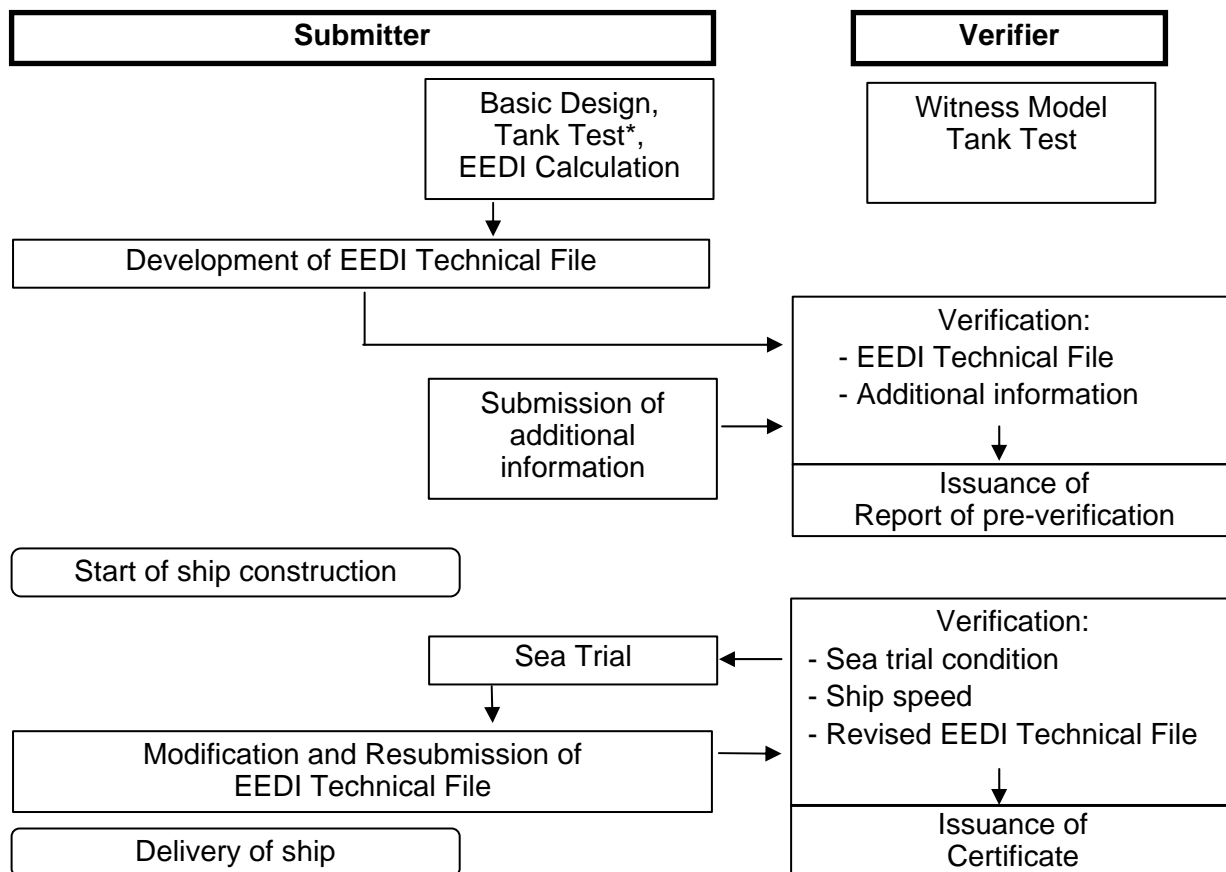 Submitter
Verifier
Basic Design,
Tank Test*,
EEDI Calculation
Witness Model
Tank Test
Development of EEDI Technical File
Verification:
- EEDI Technical File
- Additional information
Submission of
additional
information
Issuance of
Report of pre-verification
Start of ship construction
Verification:
- Sea trial condition
- Ship speed
- Revised EEDI Technical File
Sea Trial
Modification and Resubmission of
EEDI Technical File
Delivery of ship
Issuance of
Certificate